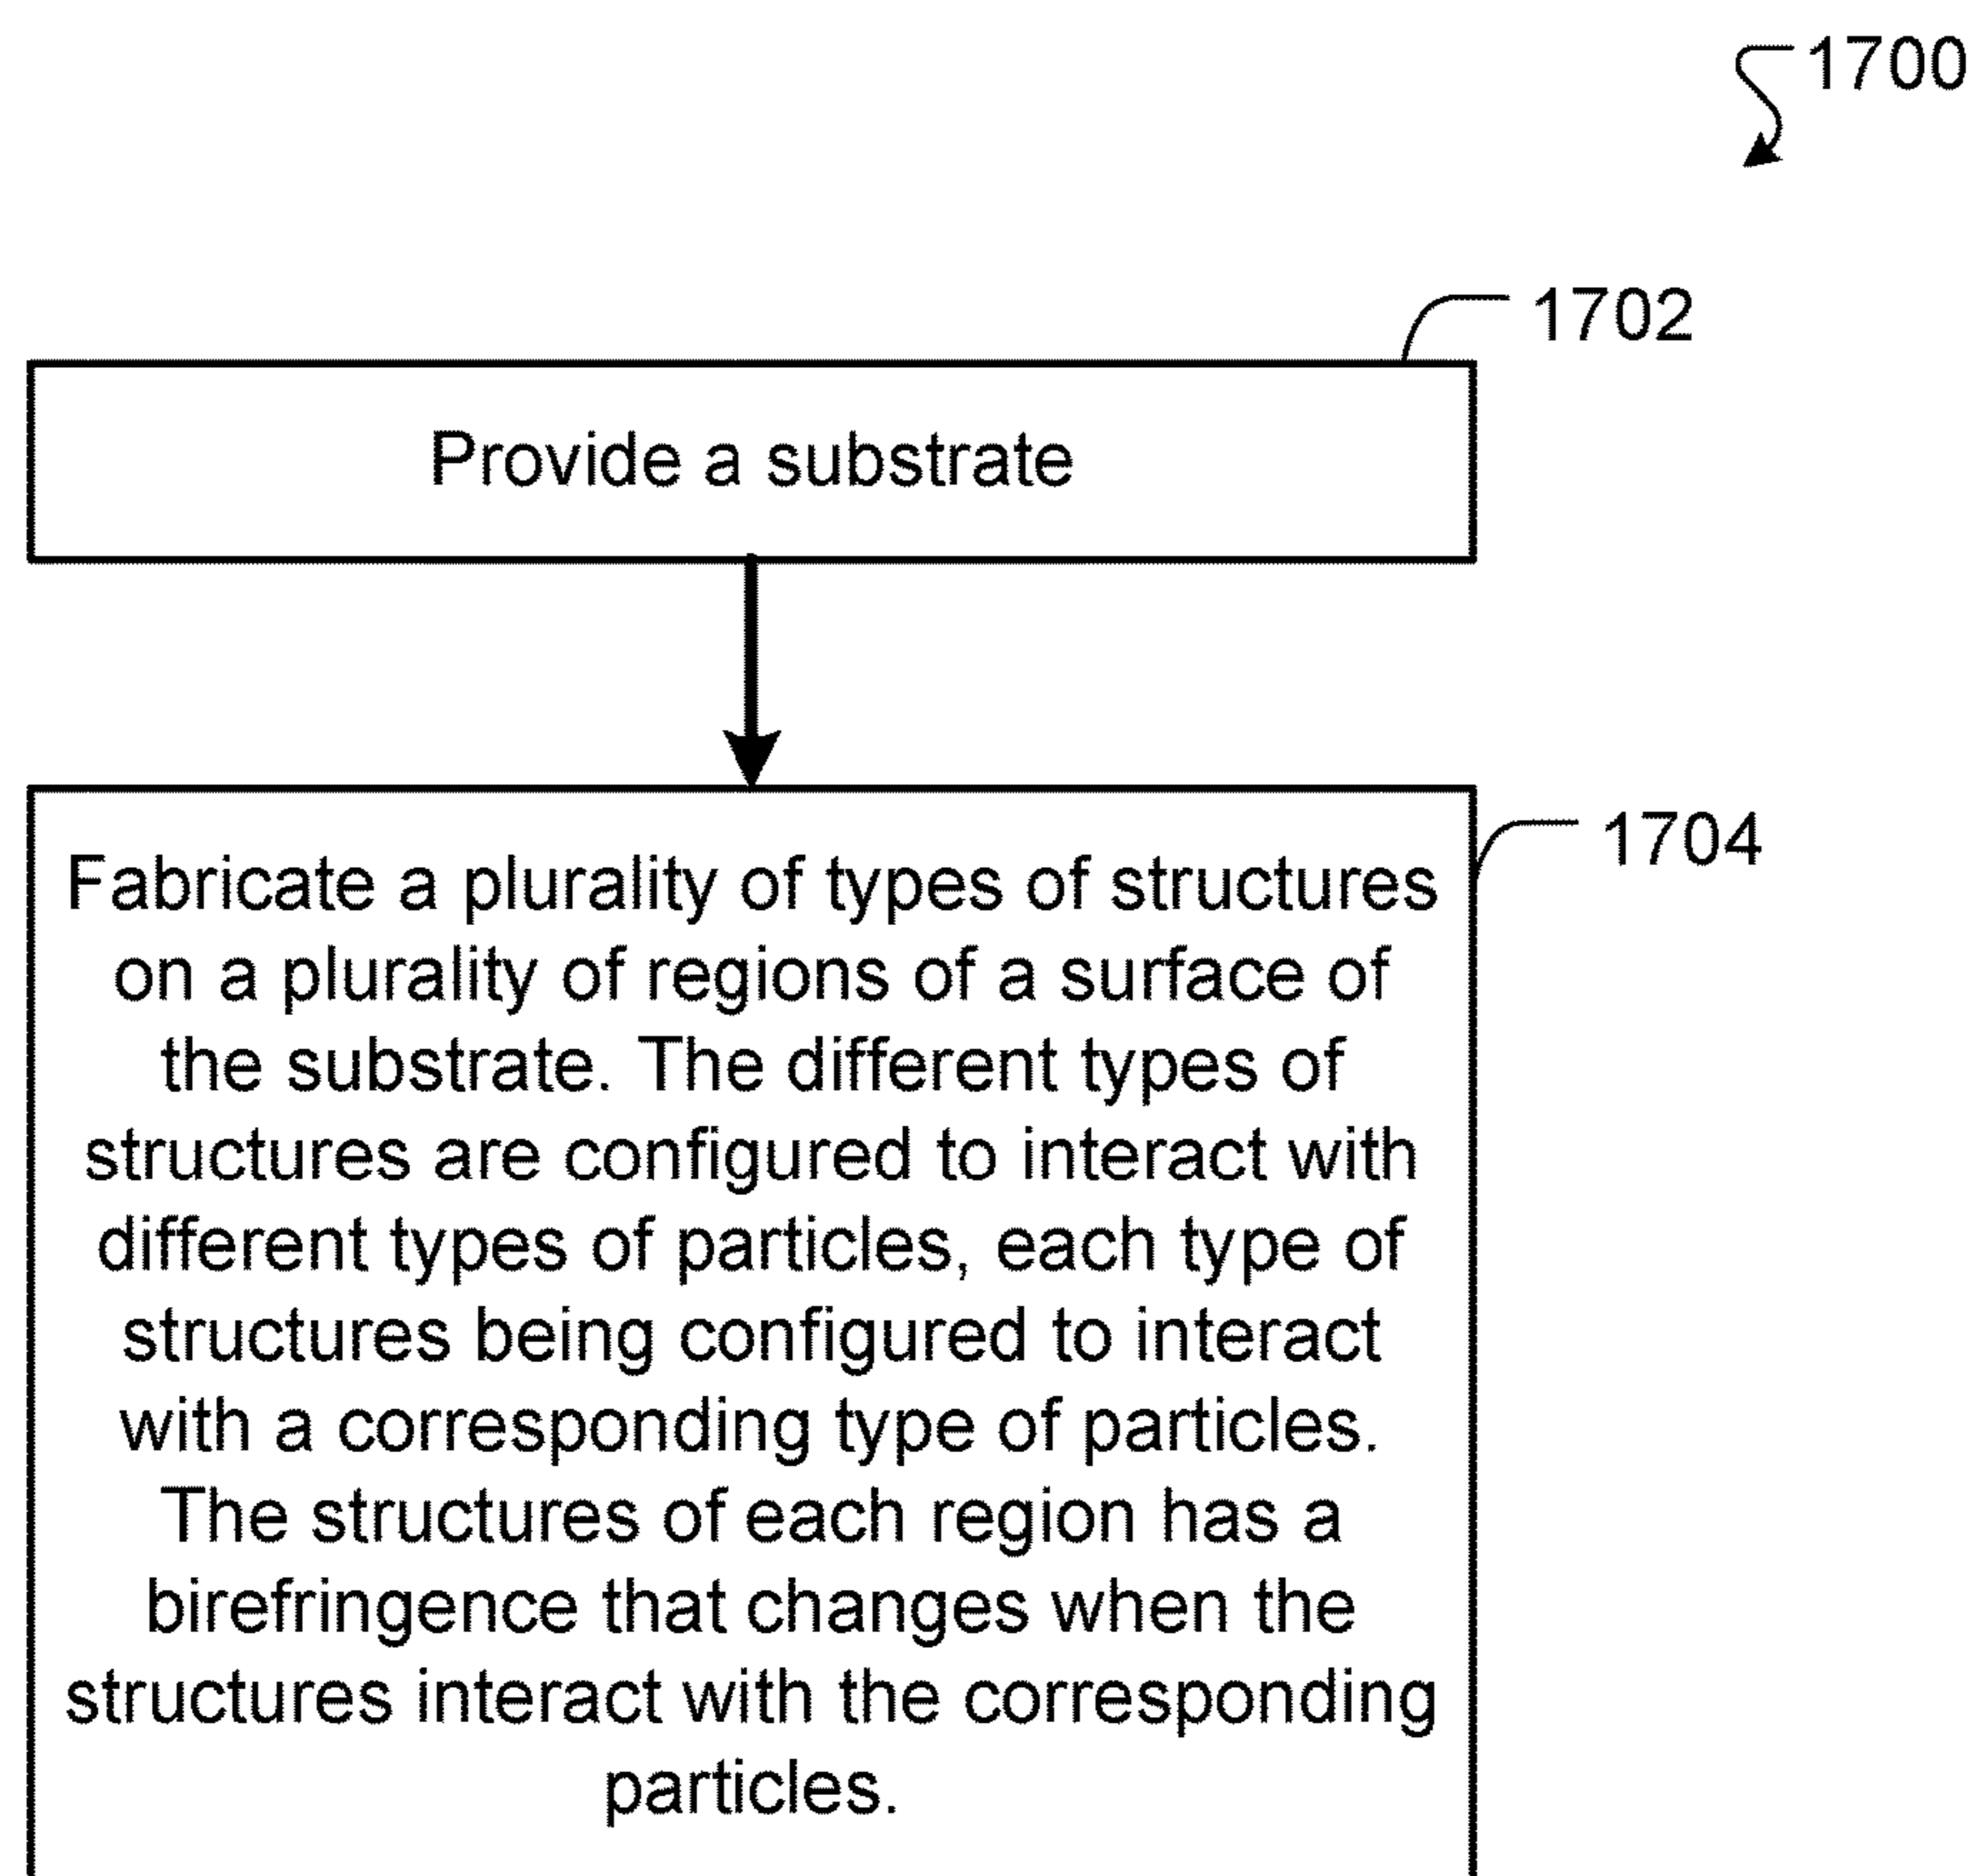 1700
1702
Provide a substrate
1704
Fabricate a plurality of types of structures
on a plurality of regions of a surface of
the substrate. The different types of
structures are configured to interact with
different types of particles, each type of
structures being configured to interact
with a corresponding type of particles.
The structures of each region has a
birefringence that changes when the
structures interact with the corresponding
particles.